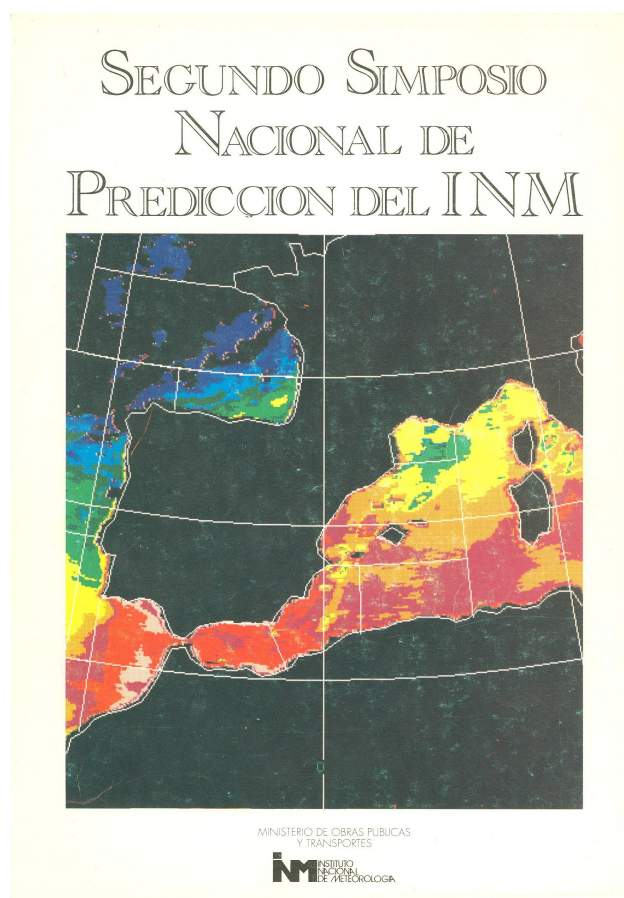 SEGUNDO SIMPOSIO
NACIONAL DE
PREDICCION DEL INM
MINISTERIO DE OBRAS PUBLICAS
Y TRANSPORTES
INM INSTITUTO
NACIONAL
DE METEOROLOGIA